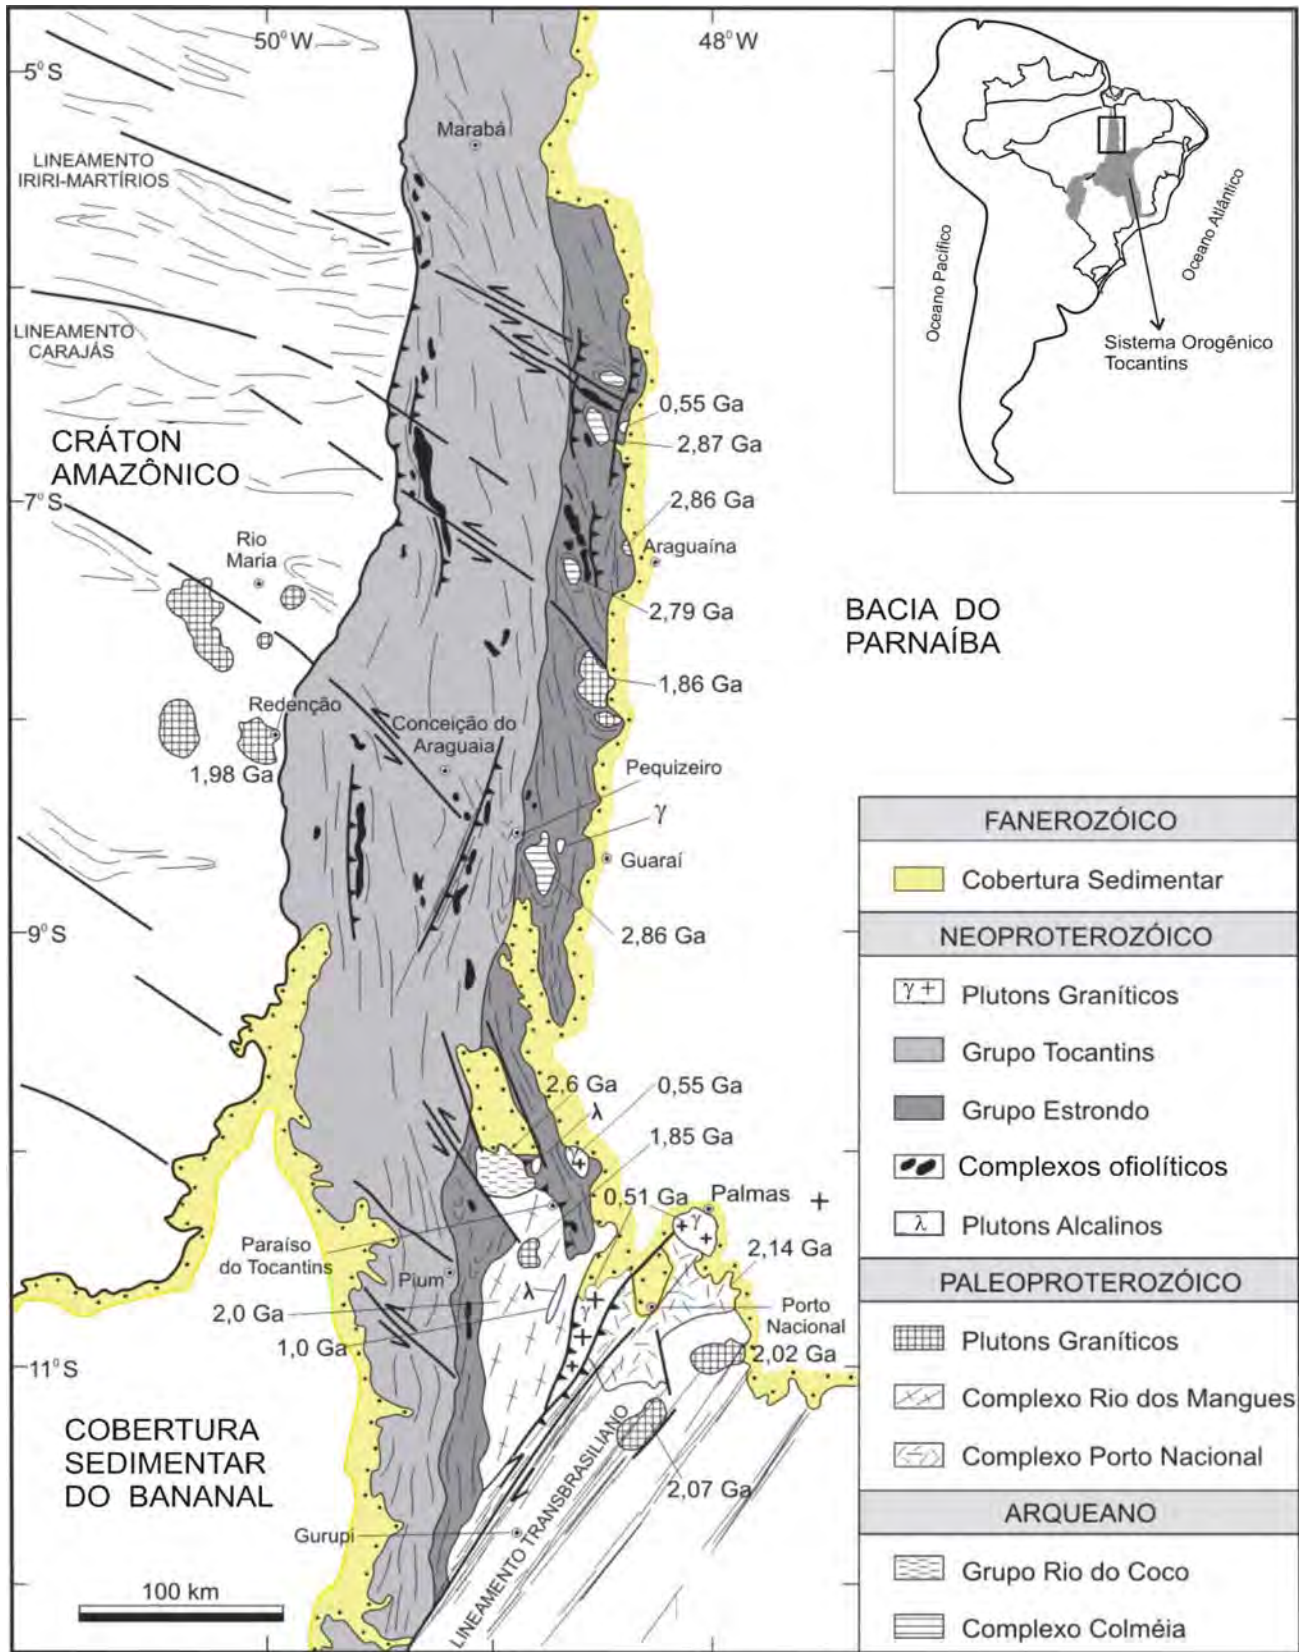 50°W
48°W
5°S
Marabá
LINEAMENTO
IRIRI-MARTÍRIOS
LINEAMENTO
CARAJÁS
CRÁTON
AMAZÔNICO
7°S
Rio
Maria
Redenção
1,98 Ga
Conceição do
Araguaia
0,55 Ga
2,87 Ga
2,86 Ga
Araguaína
2,79 Ga
1,86 Ga
Pequizeiro
γ
Guaraí
2,86 Ga
9°S
BACIA DO
PARNAÍBA
2,6 Ga
0,55 Ga
λ
1,85 Ga
γ
+
0,51 Ga
Palmas +
γ
+
+
2,14 Ga
Paraíso
do Tocantins
Pium
λ
2,0 Ga
γ
+
+
+
Porto
Nacional
1,0 Ga
2,02 Ga
11°S
COBERTURA
SEDIMENTAR
DO BANANAL
LINEAMENTO TRANSBRASILIANO
2,07 Ga
Gurupi
100 km
Oceano Pacífico
Oceano Atlântico
Sistema Orogênico
Tocantins
FANEROZÓICO
Cobertura Sedimentar
NEOPROTEROZÓICO
γ + Plutons Graníticos
Grupo Tocantins
Grupo Estrondo
Complexos ofiolíticos
λ Plutons Alcalinos
PALEOPROTEROZÓICO
Plutons Graníticos
Complexo Rio dos Mangues
Complexo Porto Nacional
ARQUEANO
Grupo Rio do Coco
Complexo Colméia